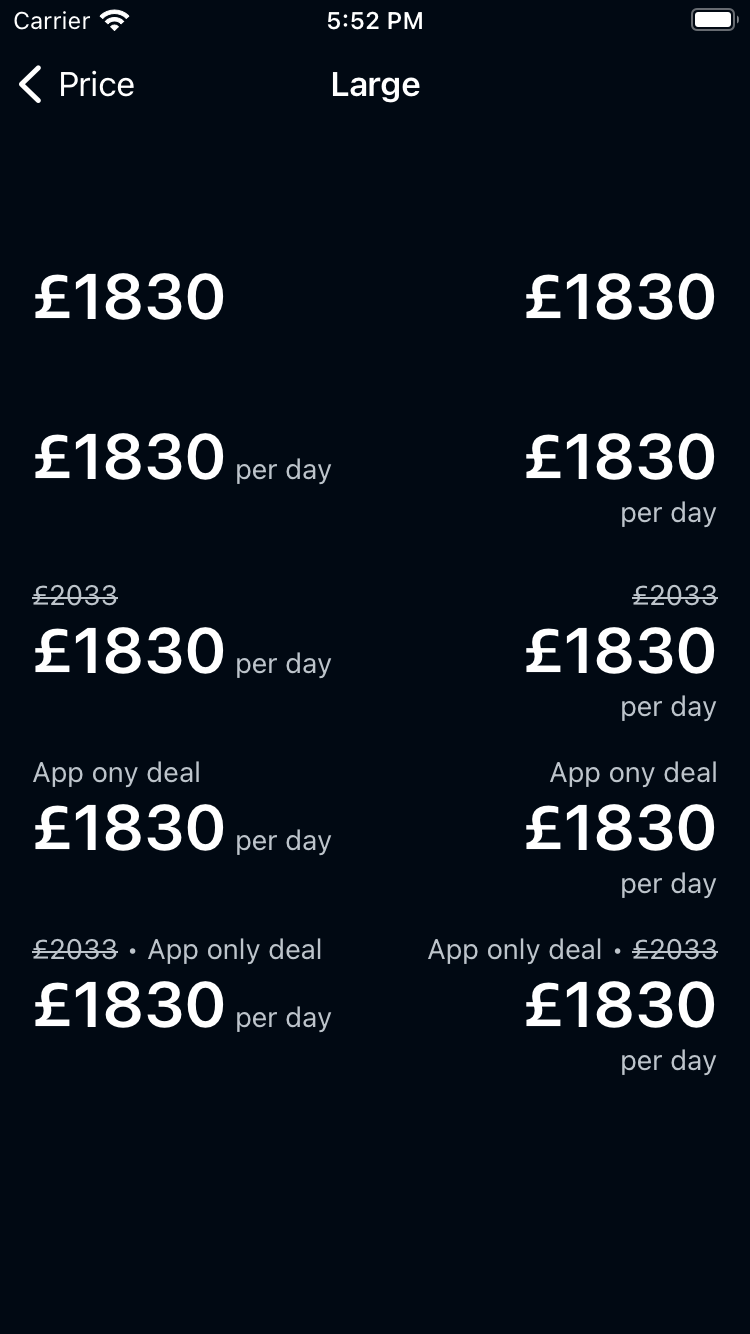 Carrier 5:52 PM
Price Large
£1830 £1830
£1830 per day £1830
per day
£2033 £2033
£1830 per day £1830
per day
App ony deal App ony deal
£1830 per day £1830
per day
£2033 • App only deal App only deal • £2033
£1830 per day £1830
per day